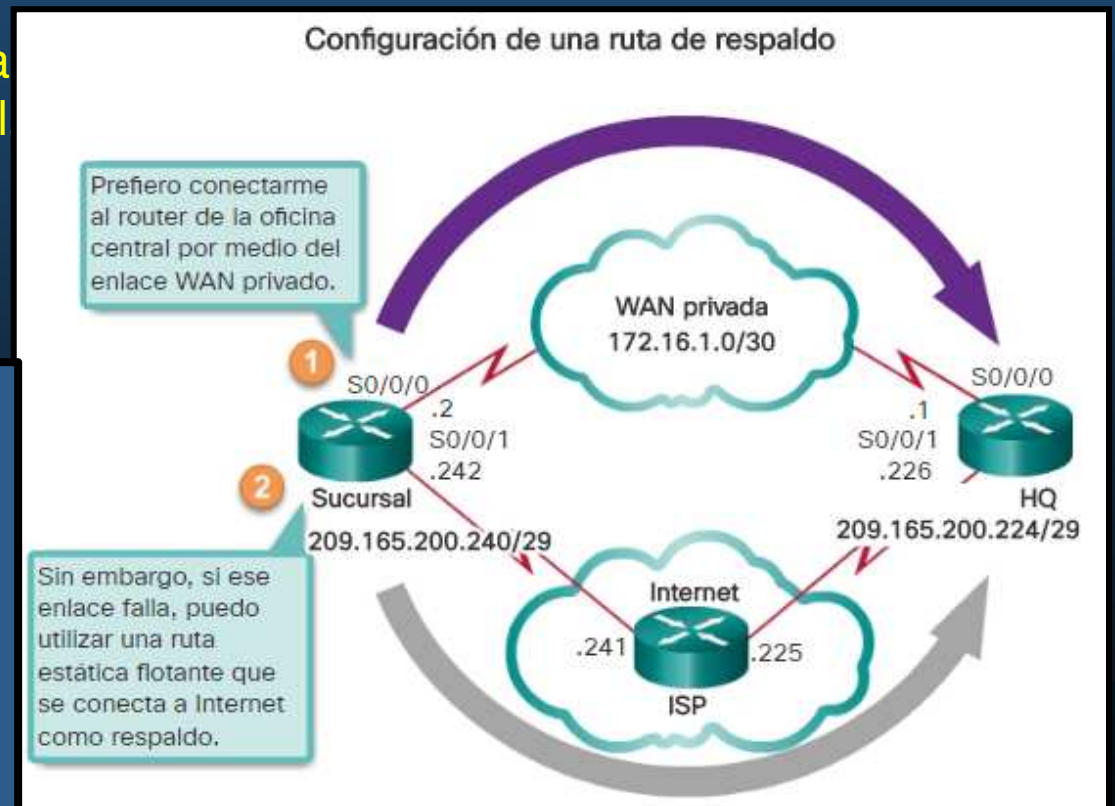 a
l
Configuración de una ruta de respaldo
Prefiero conectarme
al router de la oficina
central por medio del
enlace WAN privado.
WAN privada
172.16.1.0/30
1
S0/0/0
.2
S0/0/1
.242
S0/0/0
.1
S0/0/1
.226
2
Sucursal
HQ
209.165.200.240/29
209.165.200.224/29
Sin embargo, si ese
enlace falla, puedo
utilizar una ruta
estática flotante que
se conecta a Internet
como respaldo.
Internet
.241
.225
ISP